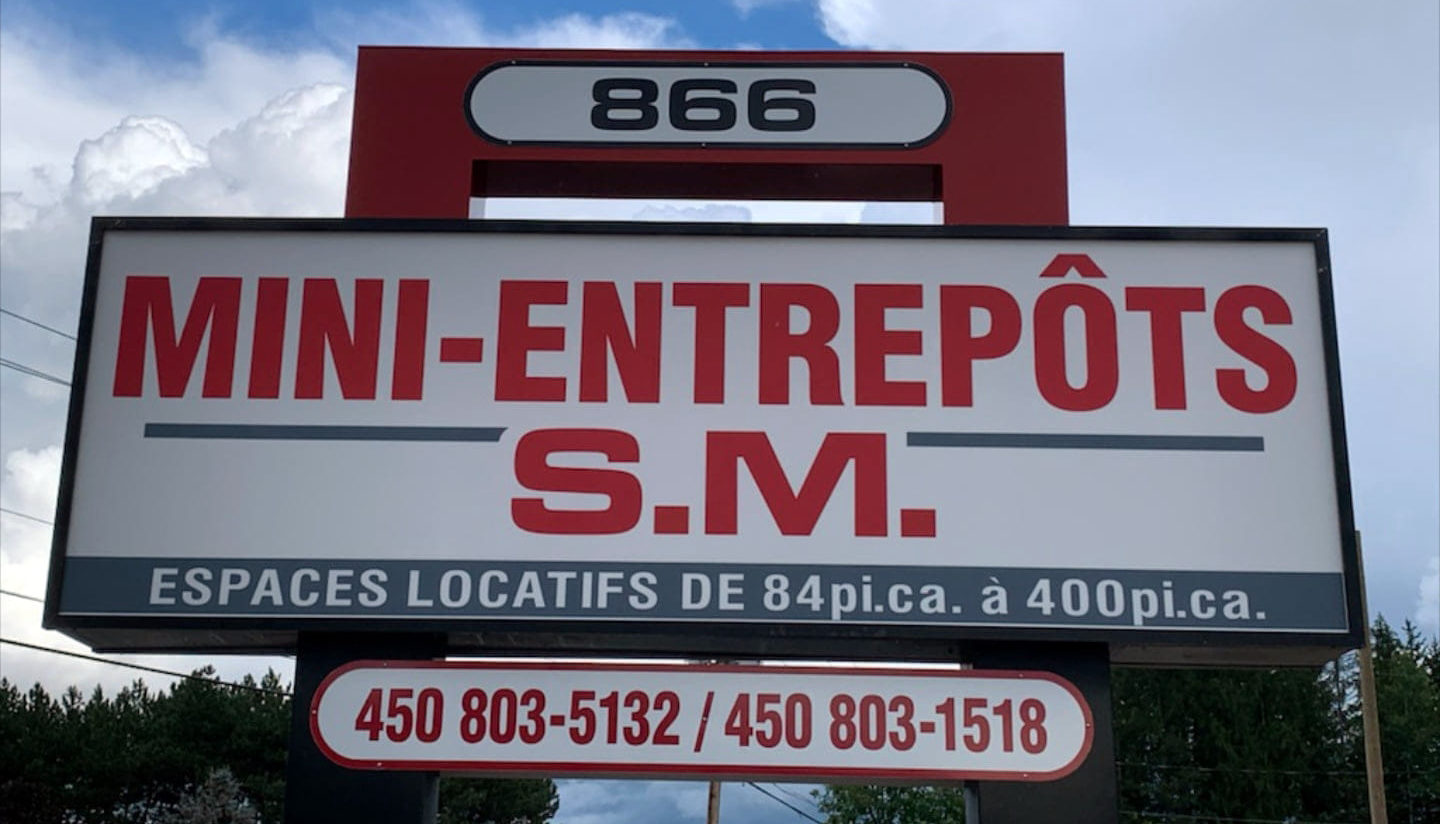 866
MINI-ENTREPÔTS
S.M.
ESPACES LOCATIFS DE 84pi.ca. à 400pi.ca.
450 803-5132 / 450 803-1518